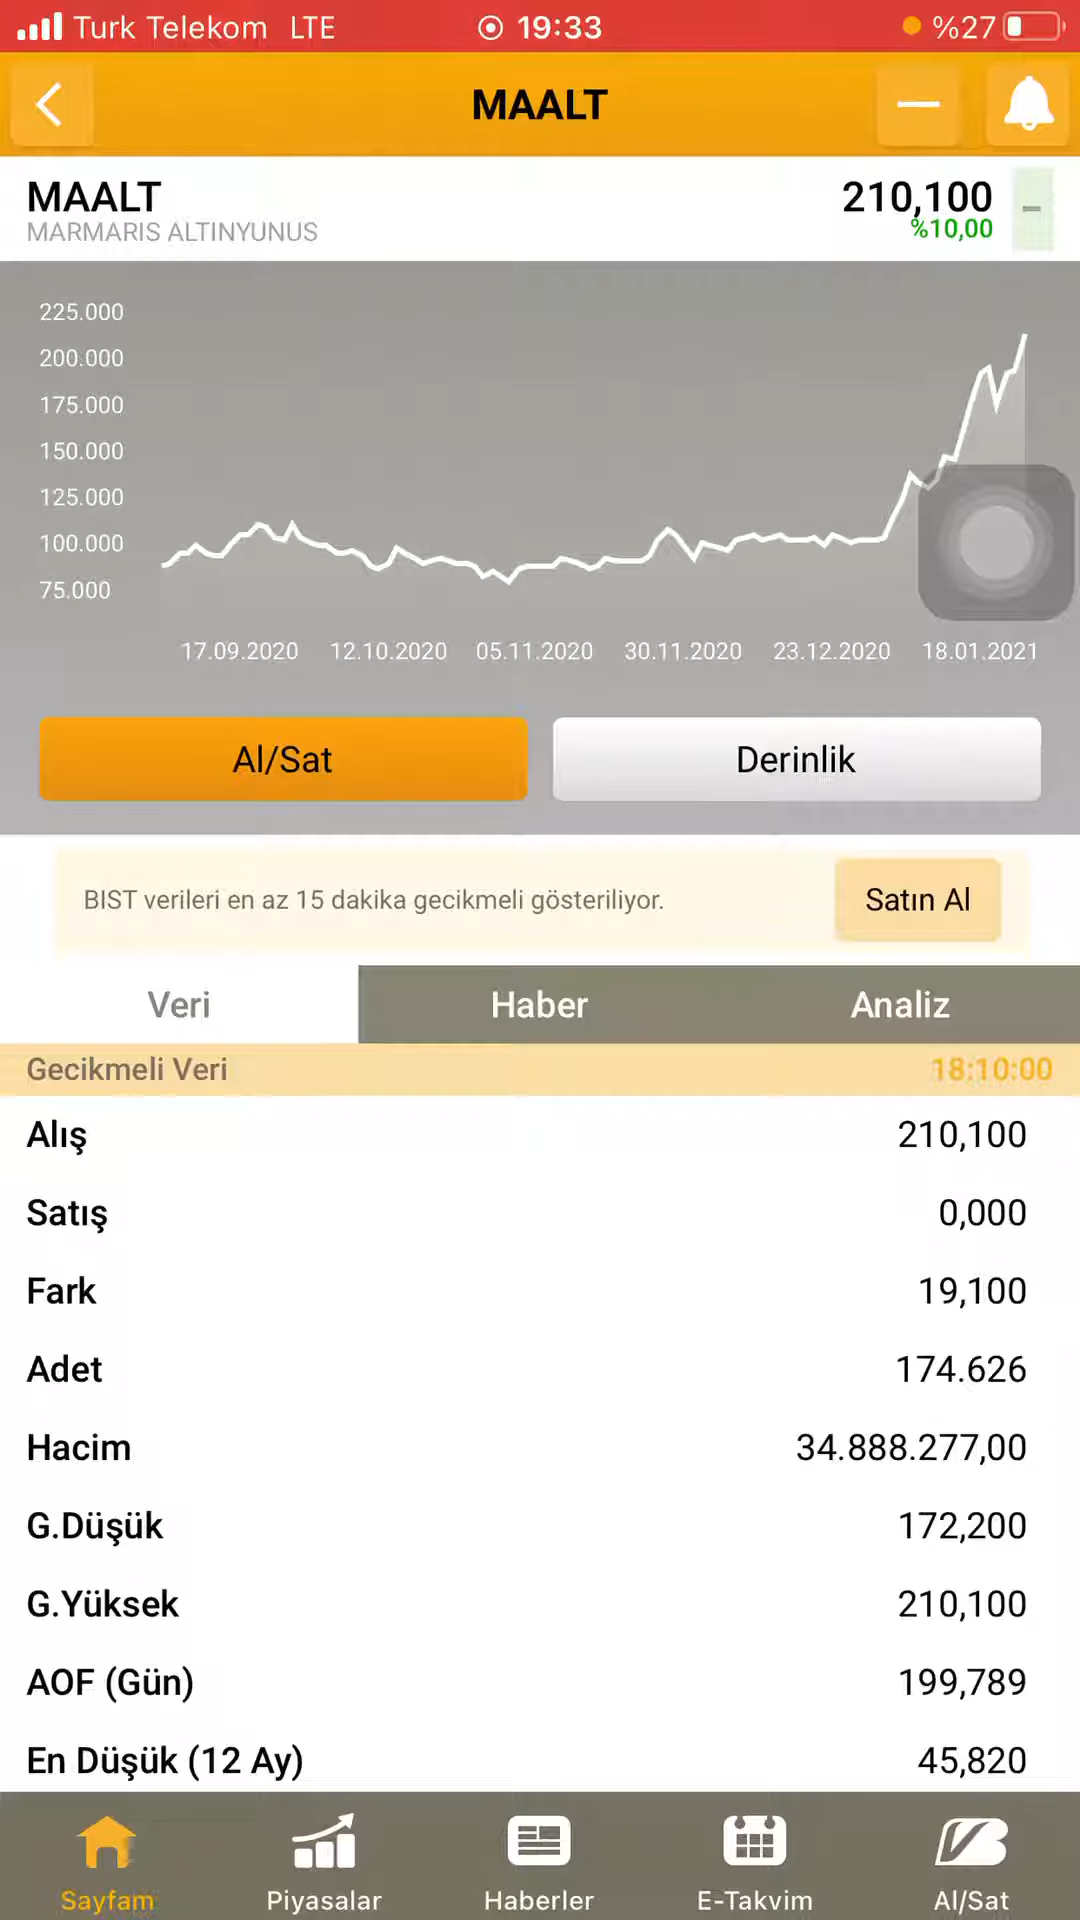 Turk Telekom LTE 19:33 %27
MAALT
MAALT 210,100
MARMARIS ALTINYUNUS %10,00
225.000
200.000
175.000
150.000
125.000
100.000
75.000
17.09.2020 12.10.2020 05.11.2020 30.11.2020 23.12.2020 18.01.2021
Al/Sat Derinlik
BIST verileri en az 15 dakika gecikmeli gösteriliyor. Satın Al
Veri Haber Analiz
Gecikmeli Veri 18:10:00
Alış 210,100
Satış 0,000
Fark 19,100
Adet 174.626
Hacim 34.888.277,00
G.Düşük 172,200
G.Yüksek 210,100
AOF (Gün) 199,789
En Düşük (12 Ay) 45,820
Sayfam Piyasalar Haberler E-Takvim Al/Sat